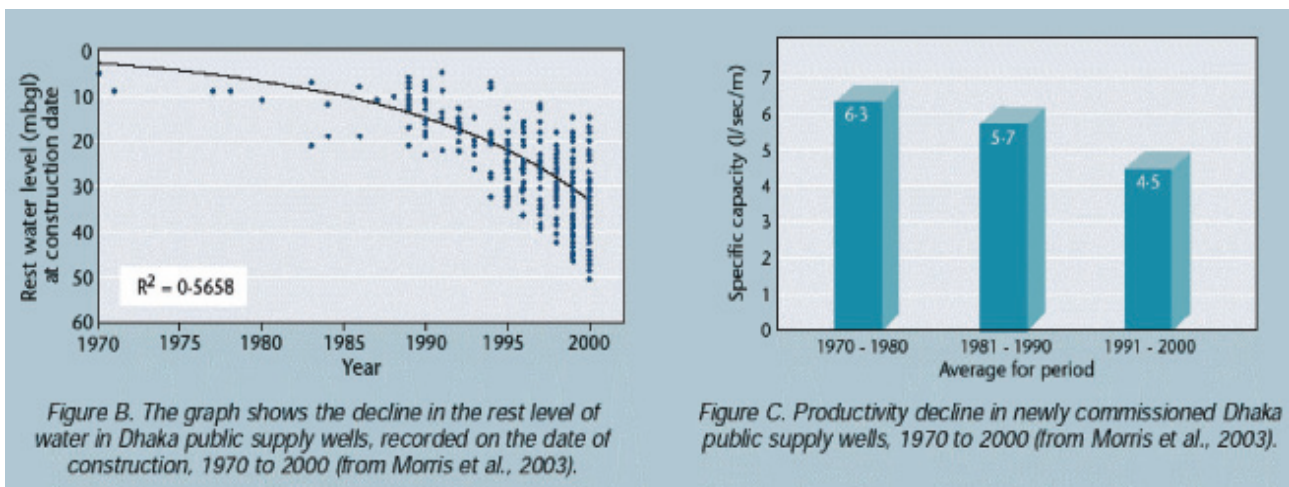 0
10
20
30
40
50
60
Rest water level (mbgl)
at construction date
R² = 0·5658
1970 1975 1980 1985 1990 1995 2000
Year
Figure B. The graph shows the decline in the rest level of
water in Dhaka public supply wells, recorded on the date of
construction, 1970 to 2000 (from Morris et al., 2003).
7
6
5
4
3
2
1
0
Specific capacity (l/sec/m)
6·3
5·7
4·5
1970 - 1980 1981 - 1990 1991 - 2000
Average for period
Figure C. Productivity decline in newly commissioned Dhaka
public supply wells, 1970 to 2000 (from Morris et al., 2003).